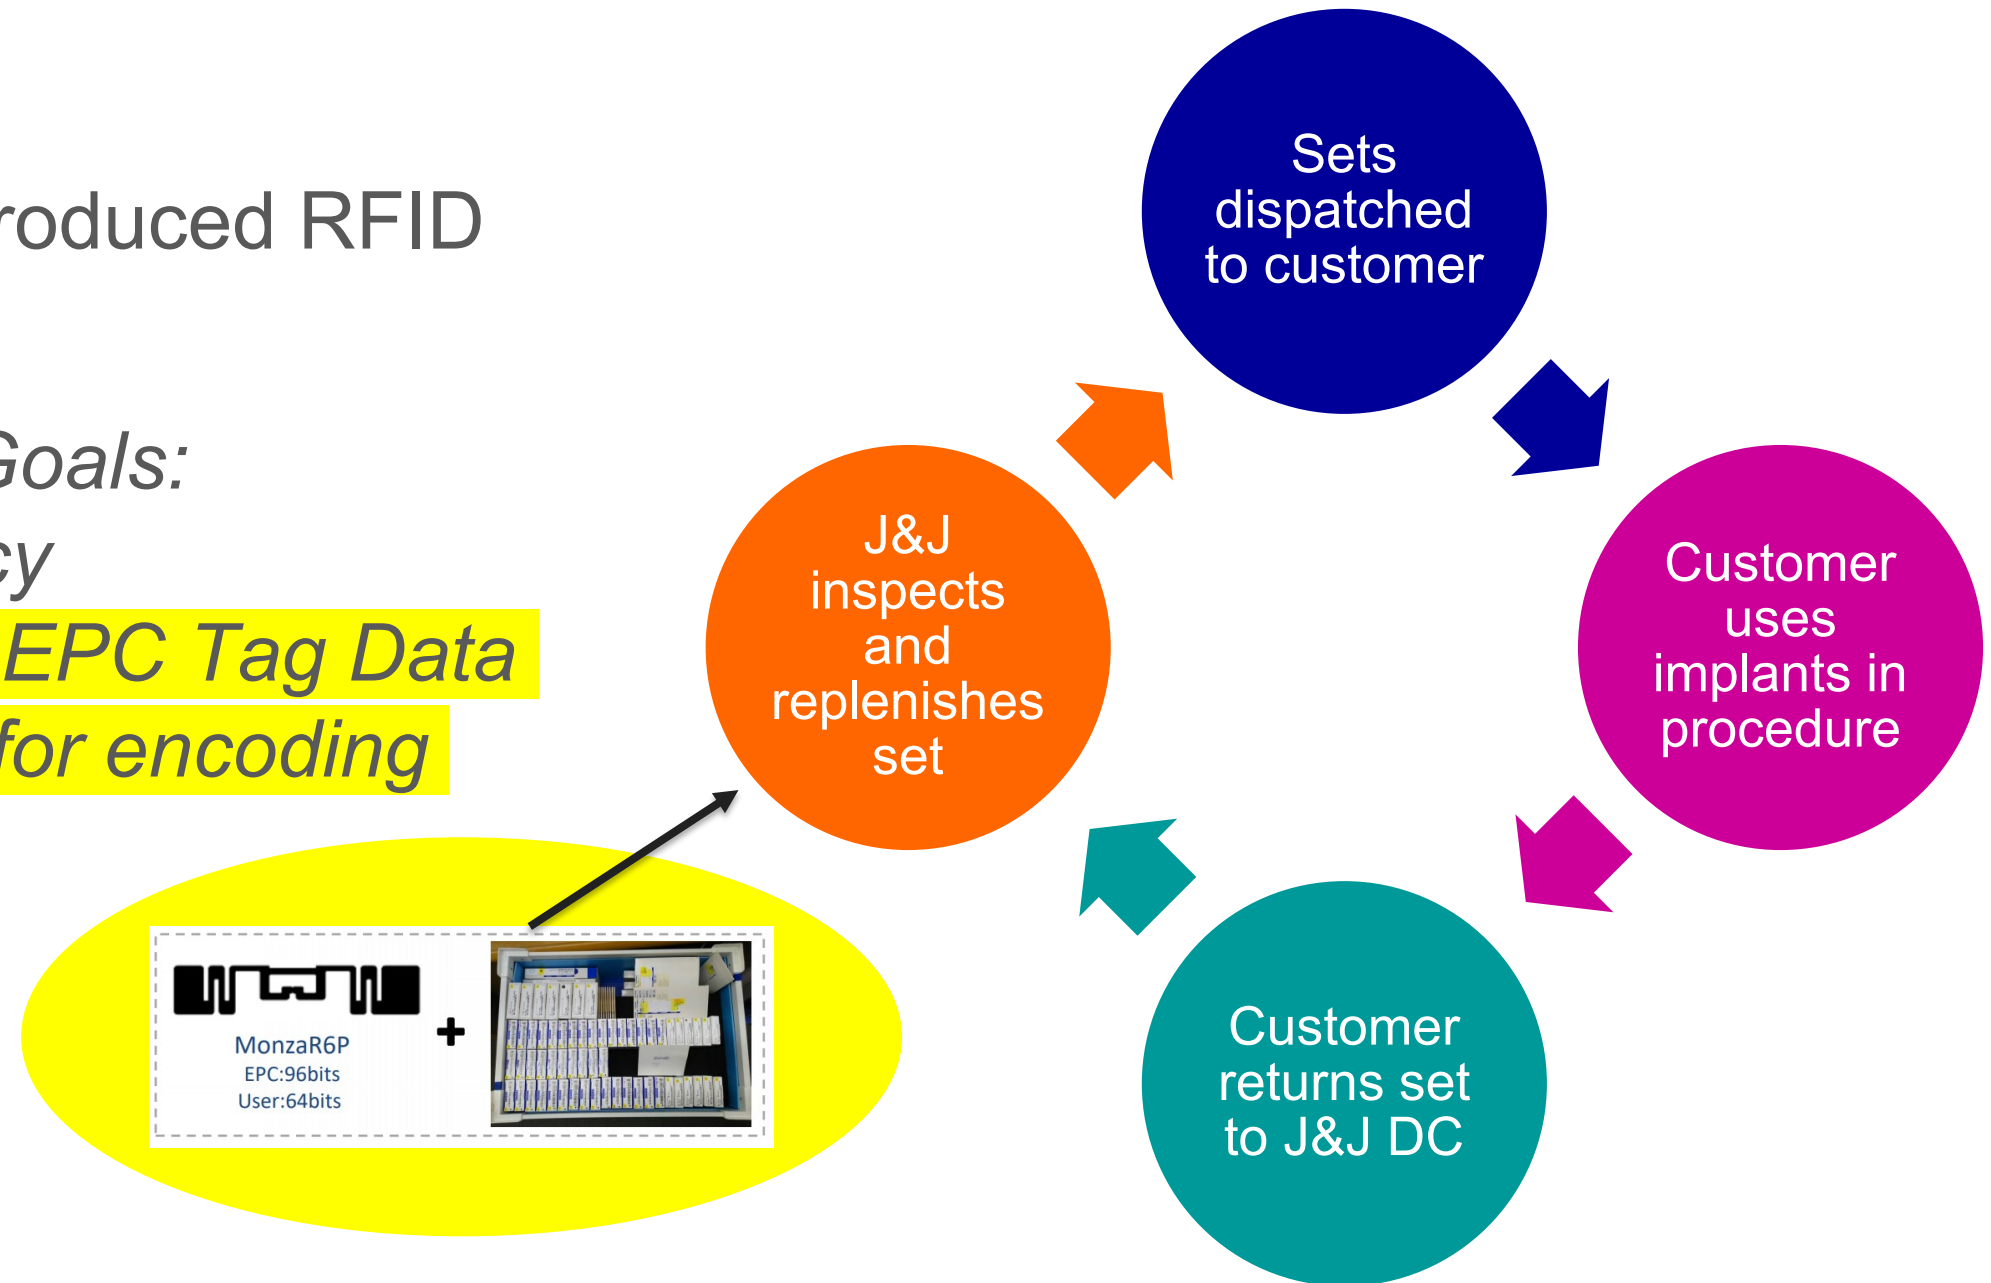 roduced RFID
Goals:
cy
EPC Tag Data
for encoding
Sets
dispatched
to customer
Customer
uses
implants in
procedure
Customer
returns set
to J&J DC
J&J
inspects
and
replenishes
set
MonzaR6P
EPC:96bits
User:64bits
+